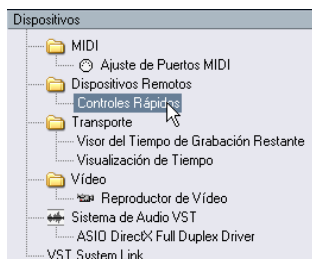 Dispositivos
MIDI
Ajuste de Puertos MIDI
Dispositivos Remotos
Controles Rápidos
Transporte
Visor del Tiempo de Grabación Restante
Visualización de Tiempo
Vídeo
Reproductor de Vídeo
Sistema de Audio VST
ASIO DirectX Full Duplex Driver
VST System Link